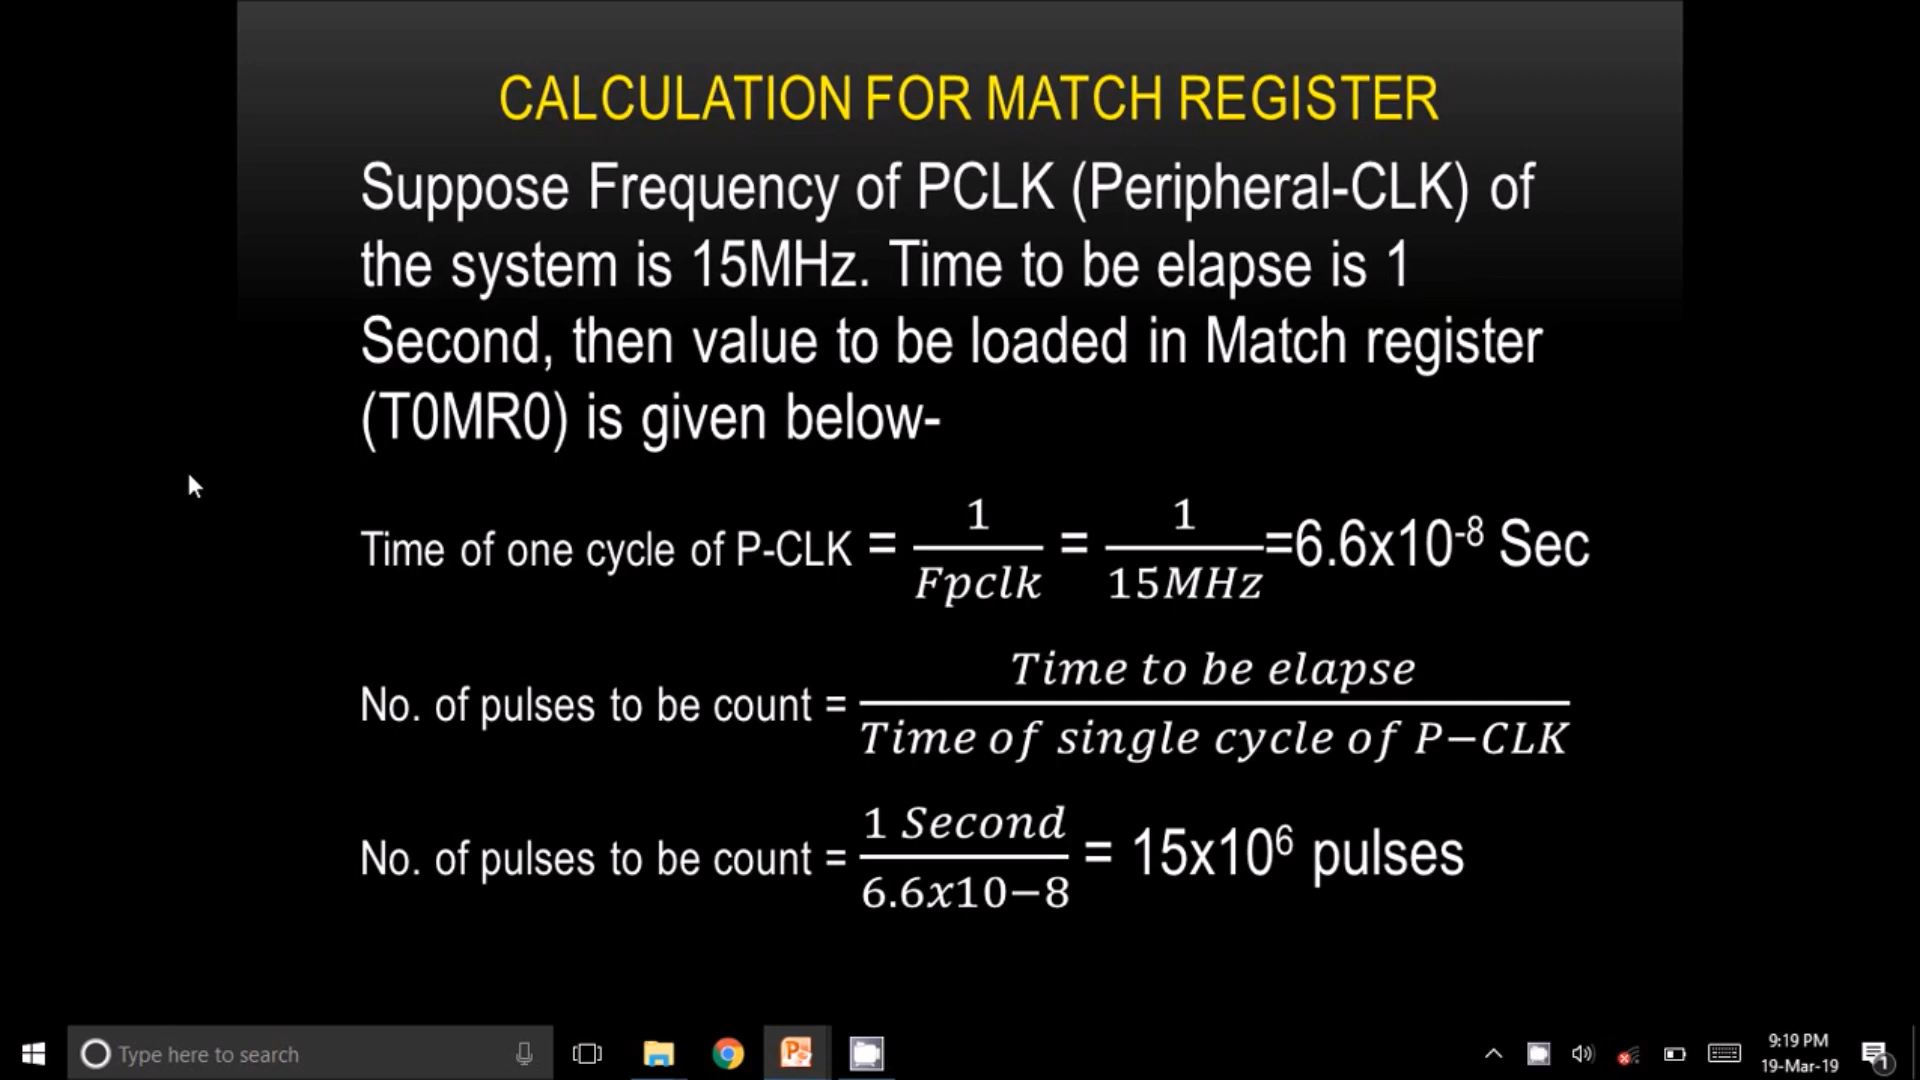 CALCULATION FOR MATCH REGISTER
Suppose Frequency of PCLK (Peripheral-CLK) of
the system is 15MHz. Time to be elapse is 1
Second, then value to be loaded in Match register
(T0MR0) is given below-
Time of one cycle of P-CLK = 1/Fpclk = 1/15MHz =6.6x10⁻⁸ Sec
No. of pulses to be count = Time to be elapse/Time of single cycle of P−CLK
No. of pulses to be count = 1 Second/6.6x10−8 = 15x10⁶ pulses
Type here to search
9:19 PM
19-Mar-19
1